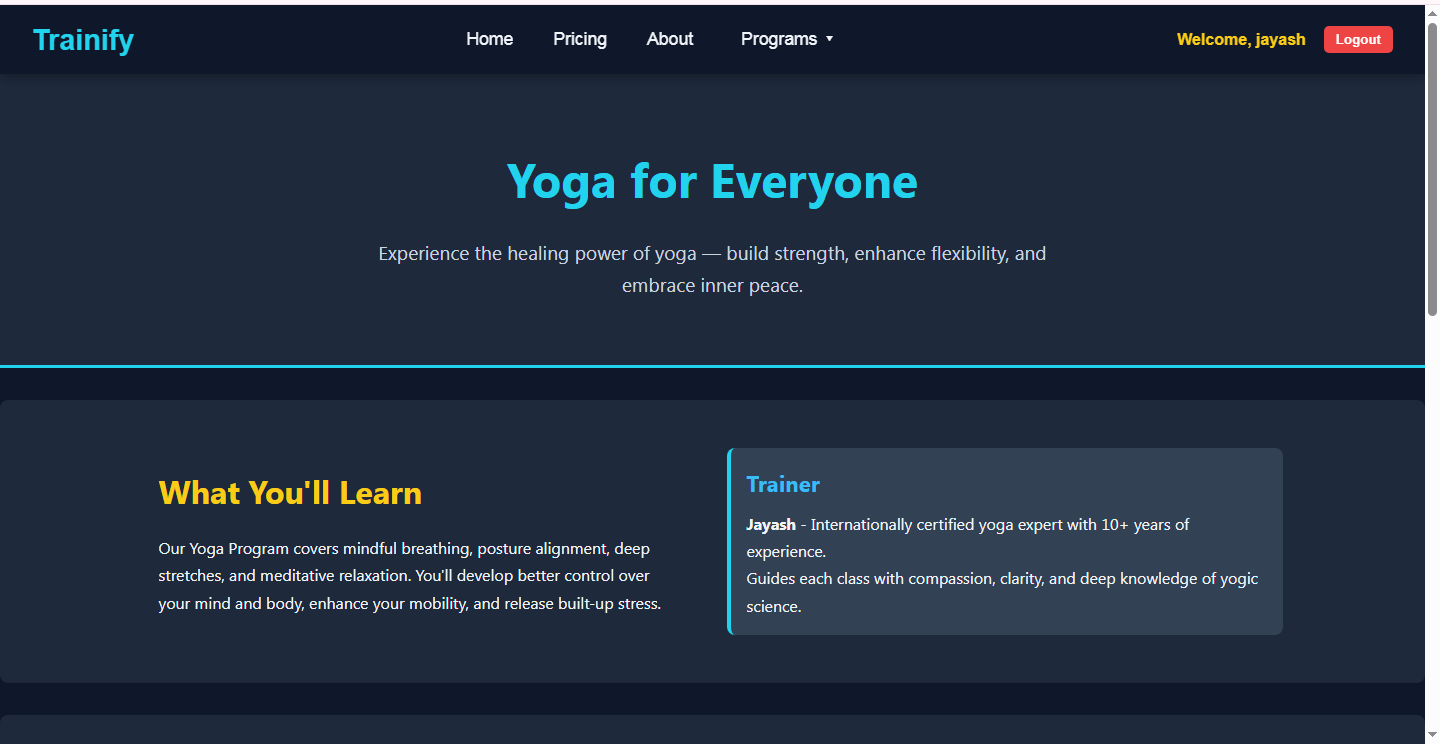 Trainify
Home
Pricing
About
Programs
Welcome, jayash
Logout
Yoga for Everyone
Experience the healing power of yoga — build strength, enhance flexibility, and
embrace inner peace.
What You'll Learn
Our Yoga Program covers mindful breathing, posture alignment, deep
stretches, and meditative relaxation. You'll develop better control over
your mind and body, enhance your mobility, and release built-up stress.
Trainer
Jayash - Internationally certified yoga expert with 10+ years of
experience.
Guides each class with compassion, clarity, and deep knowledge of yogic
science.